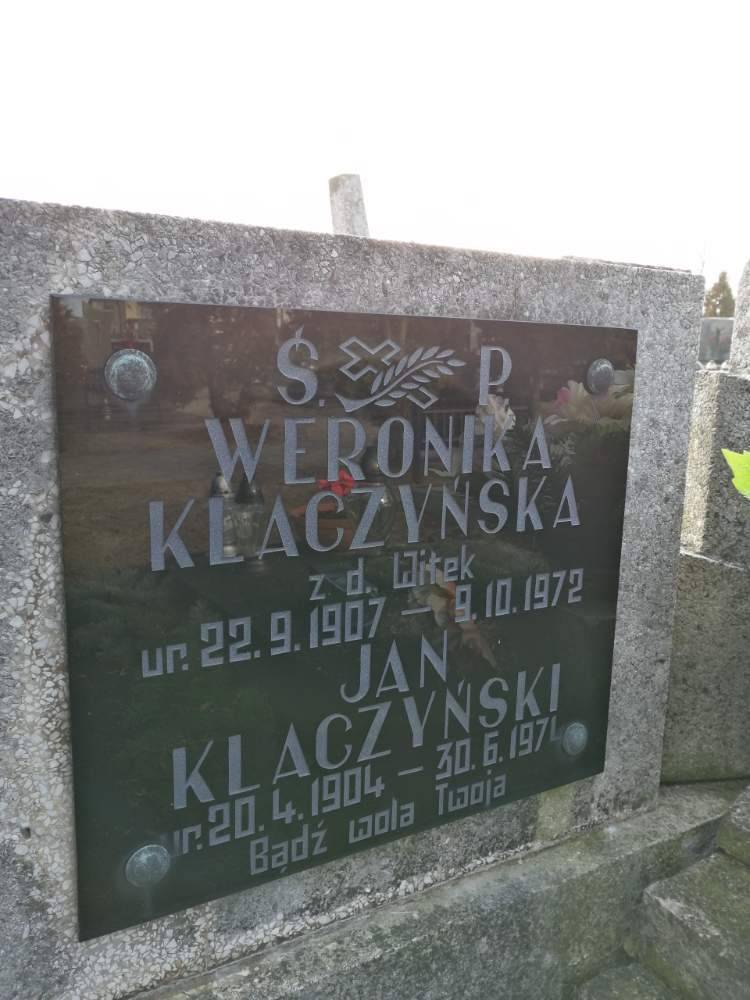 Ś. P
WERONIKA
KLACZYŃSKA
z d. Witek
ur. 22.9.1907 – 9.10.1972
JAN
KLACZYŃSKI
ur. 20.4.1904 – 30.6.1974
Bądź wola Twoja